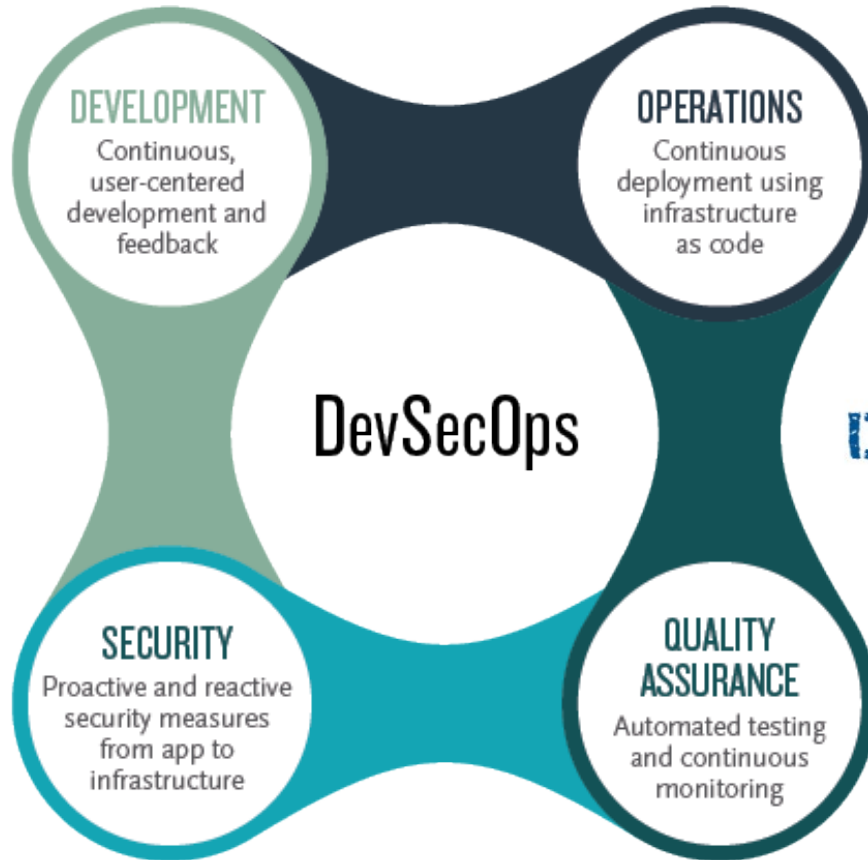 DEVELOPMENT
Continuous,
user-centered
development and
feedback
OPERATIONS
Continuous
deployment using
infrastructure
as code
DevSecOps
SECURITY
Proactive and reactive
security measures
from app to
infrastructure
QUALITY
ASSURANCE
Automated testing
and continuous
monitoring